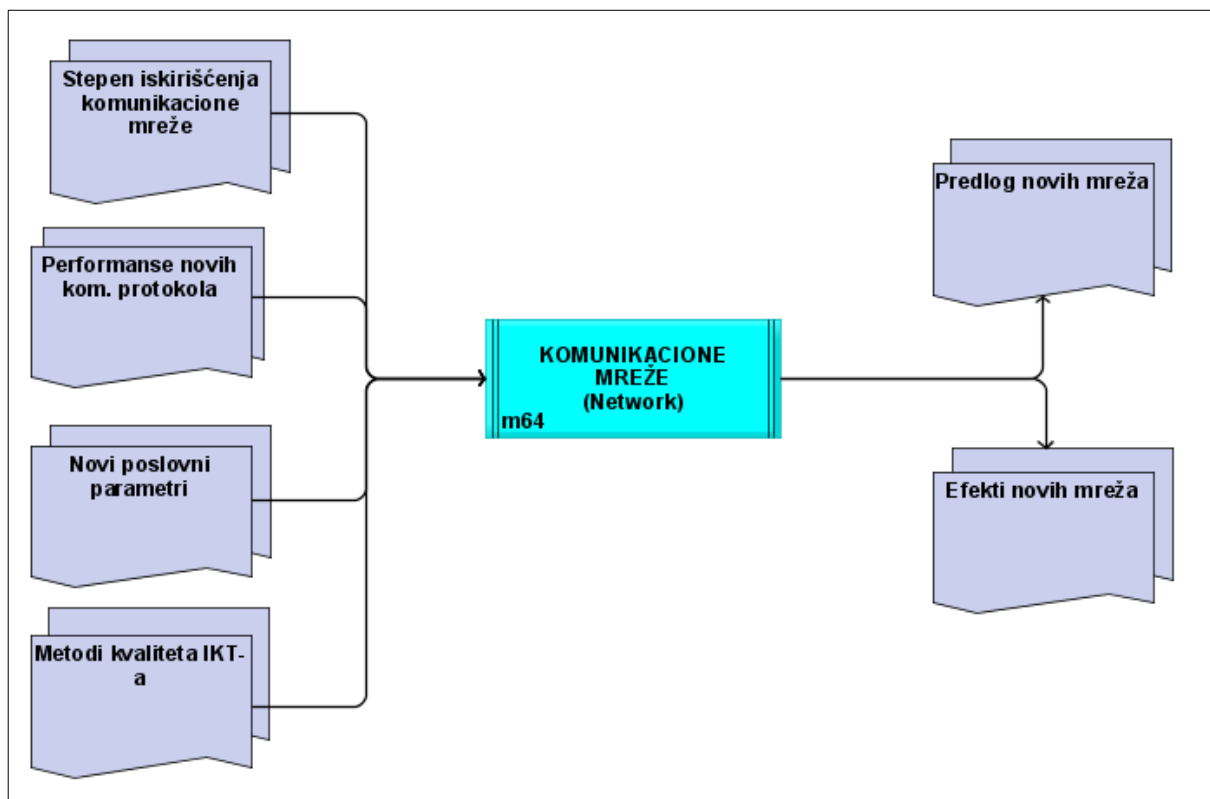 Stepen iskirišćenja
komunikacione
mreže
Performanse novih
kom. protokola
Novi poslovni
parametri
Metodi kvaliteta IKT-
a
KOMUNIKACIONE
MREŽE
(Network)
m64
Predlog novih mreža
Efekti novih mreža